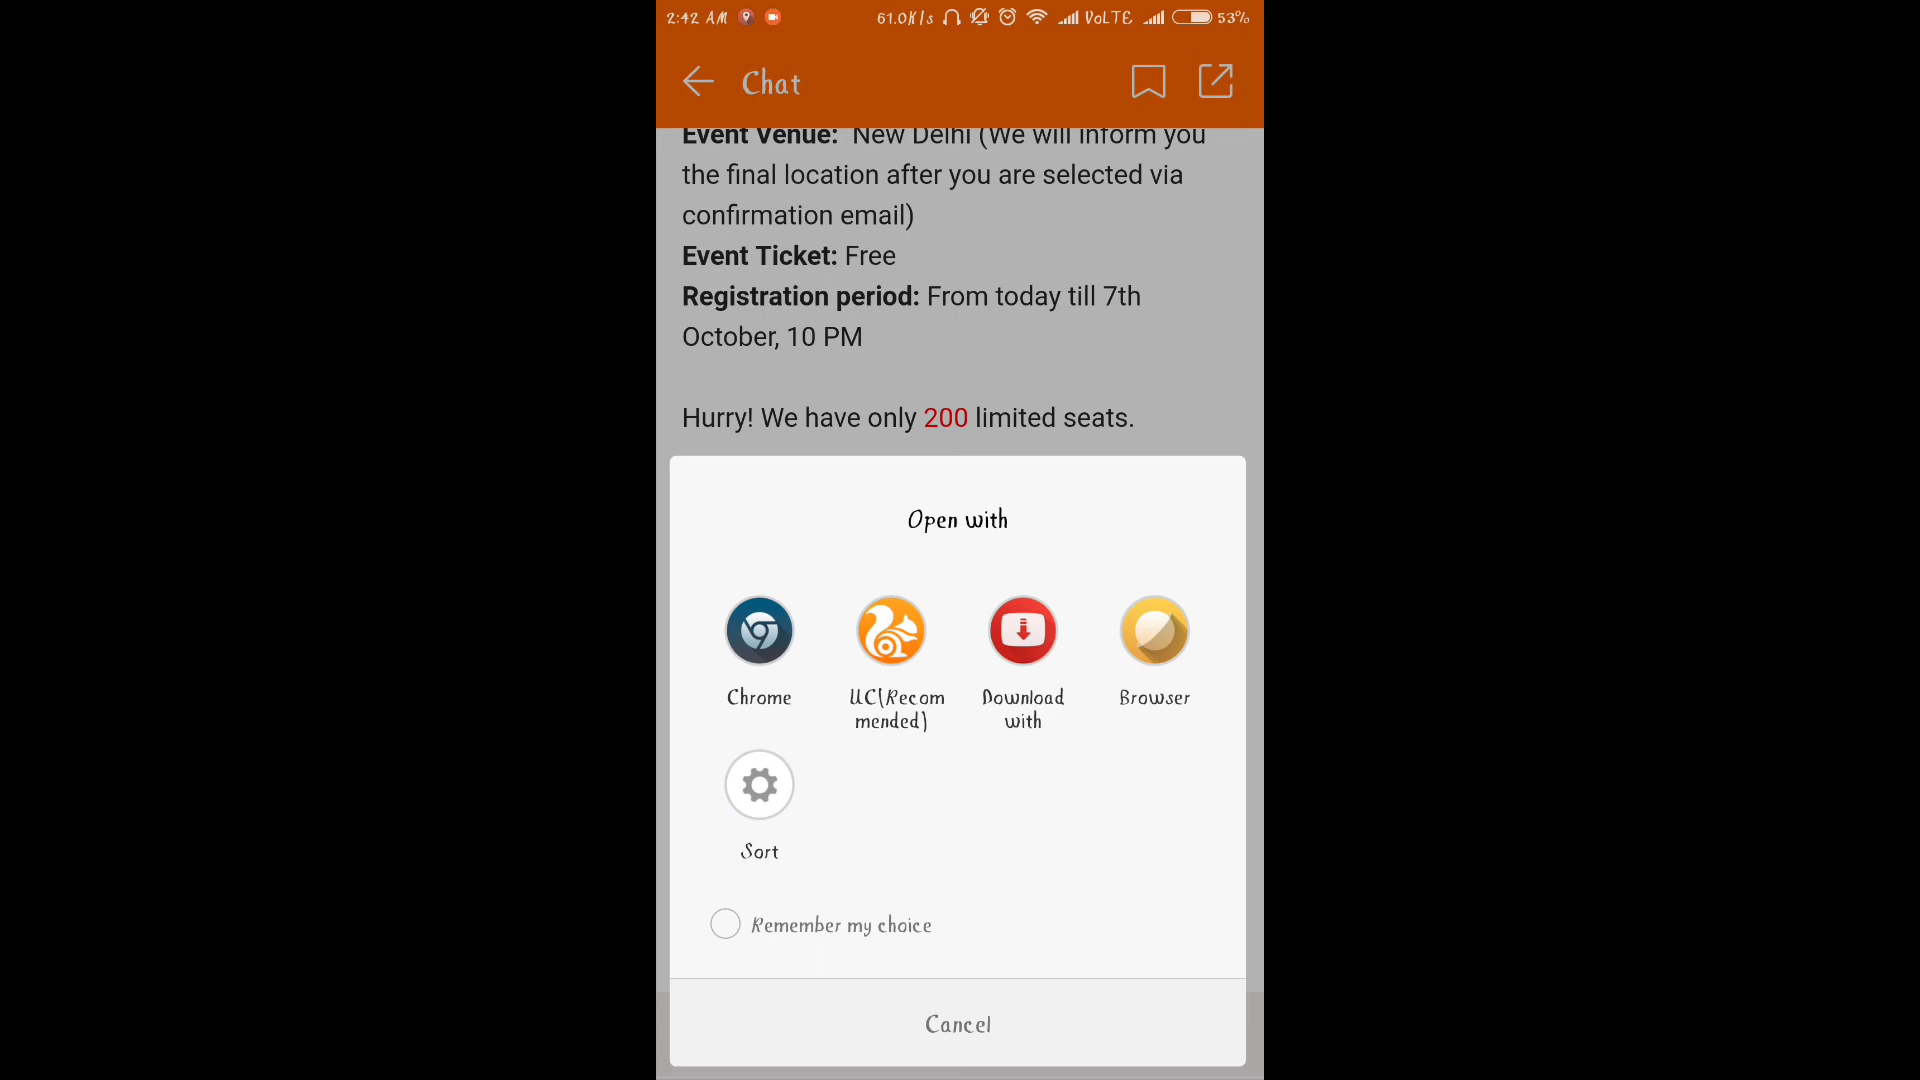 2:42 AM 61.0K/s VoLTE 53%
Chat
Event Venue: New Delhi (We will inform you
the final location after you are selected via
confirmation email)
Event Ticket: Free
Registration period: From today till 7th
October, 10 PM
Hurry! We have only 200 limited seats.
Open with
Chrome
UC(Recom
mended)
Download
with
Browser
Sort
Remember my choice
Cancel